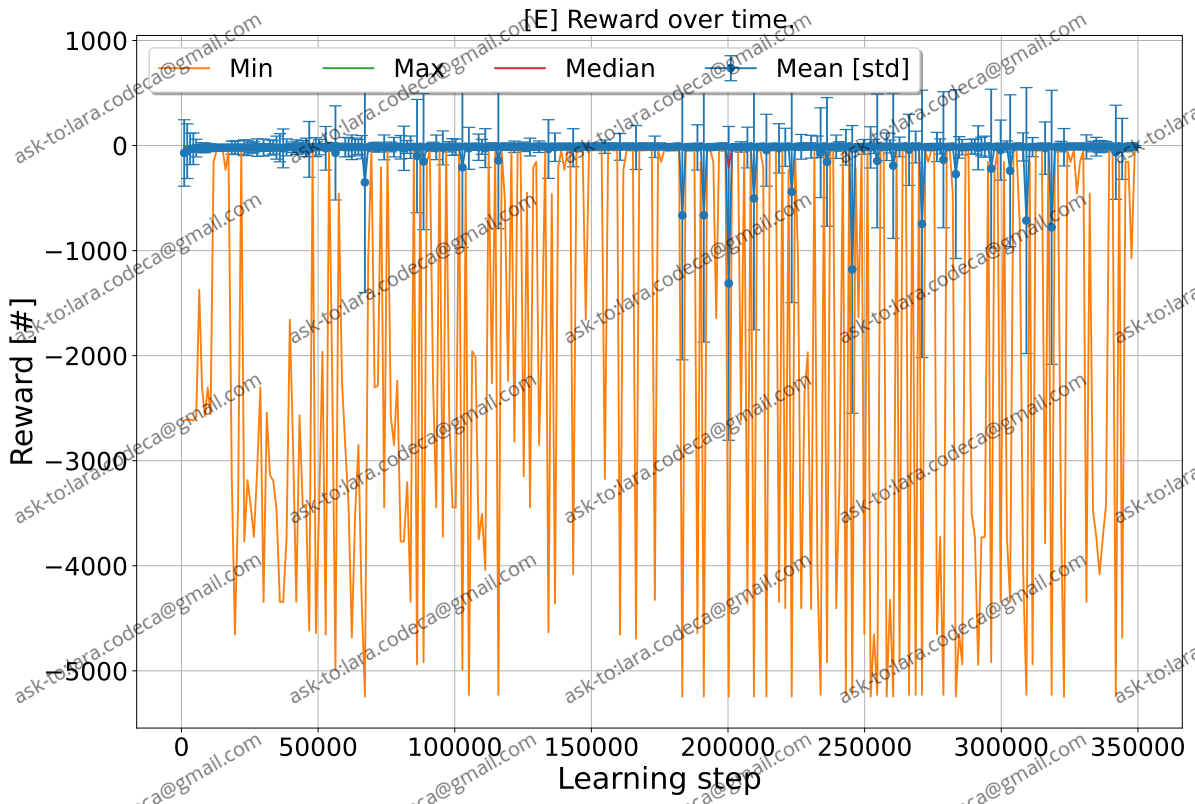 [E] Reward over time.
Min Max Median Mean [std]
1000
0
−1000
−2000
−3000
−4000
−5000
Reward [#]
0 50000 100000 150000 200000 250000 300000 350000
Learning step
ask-to:lara.codeca@gmail.com